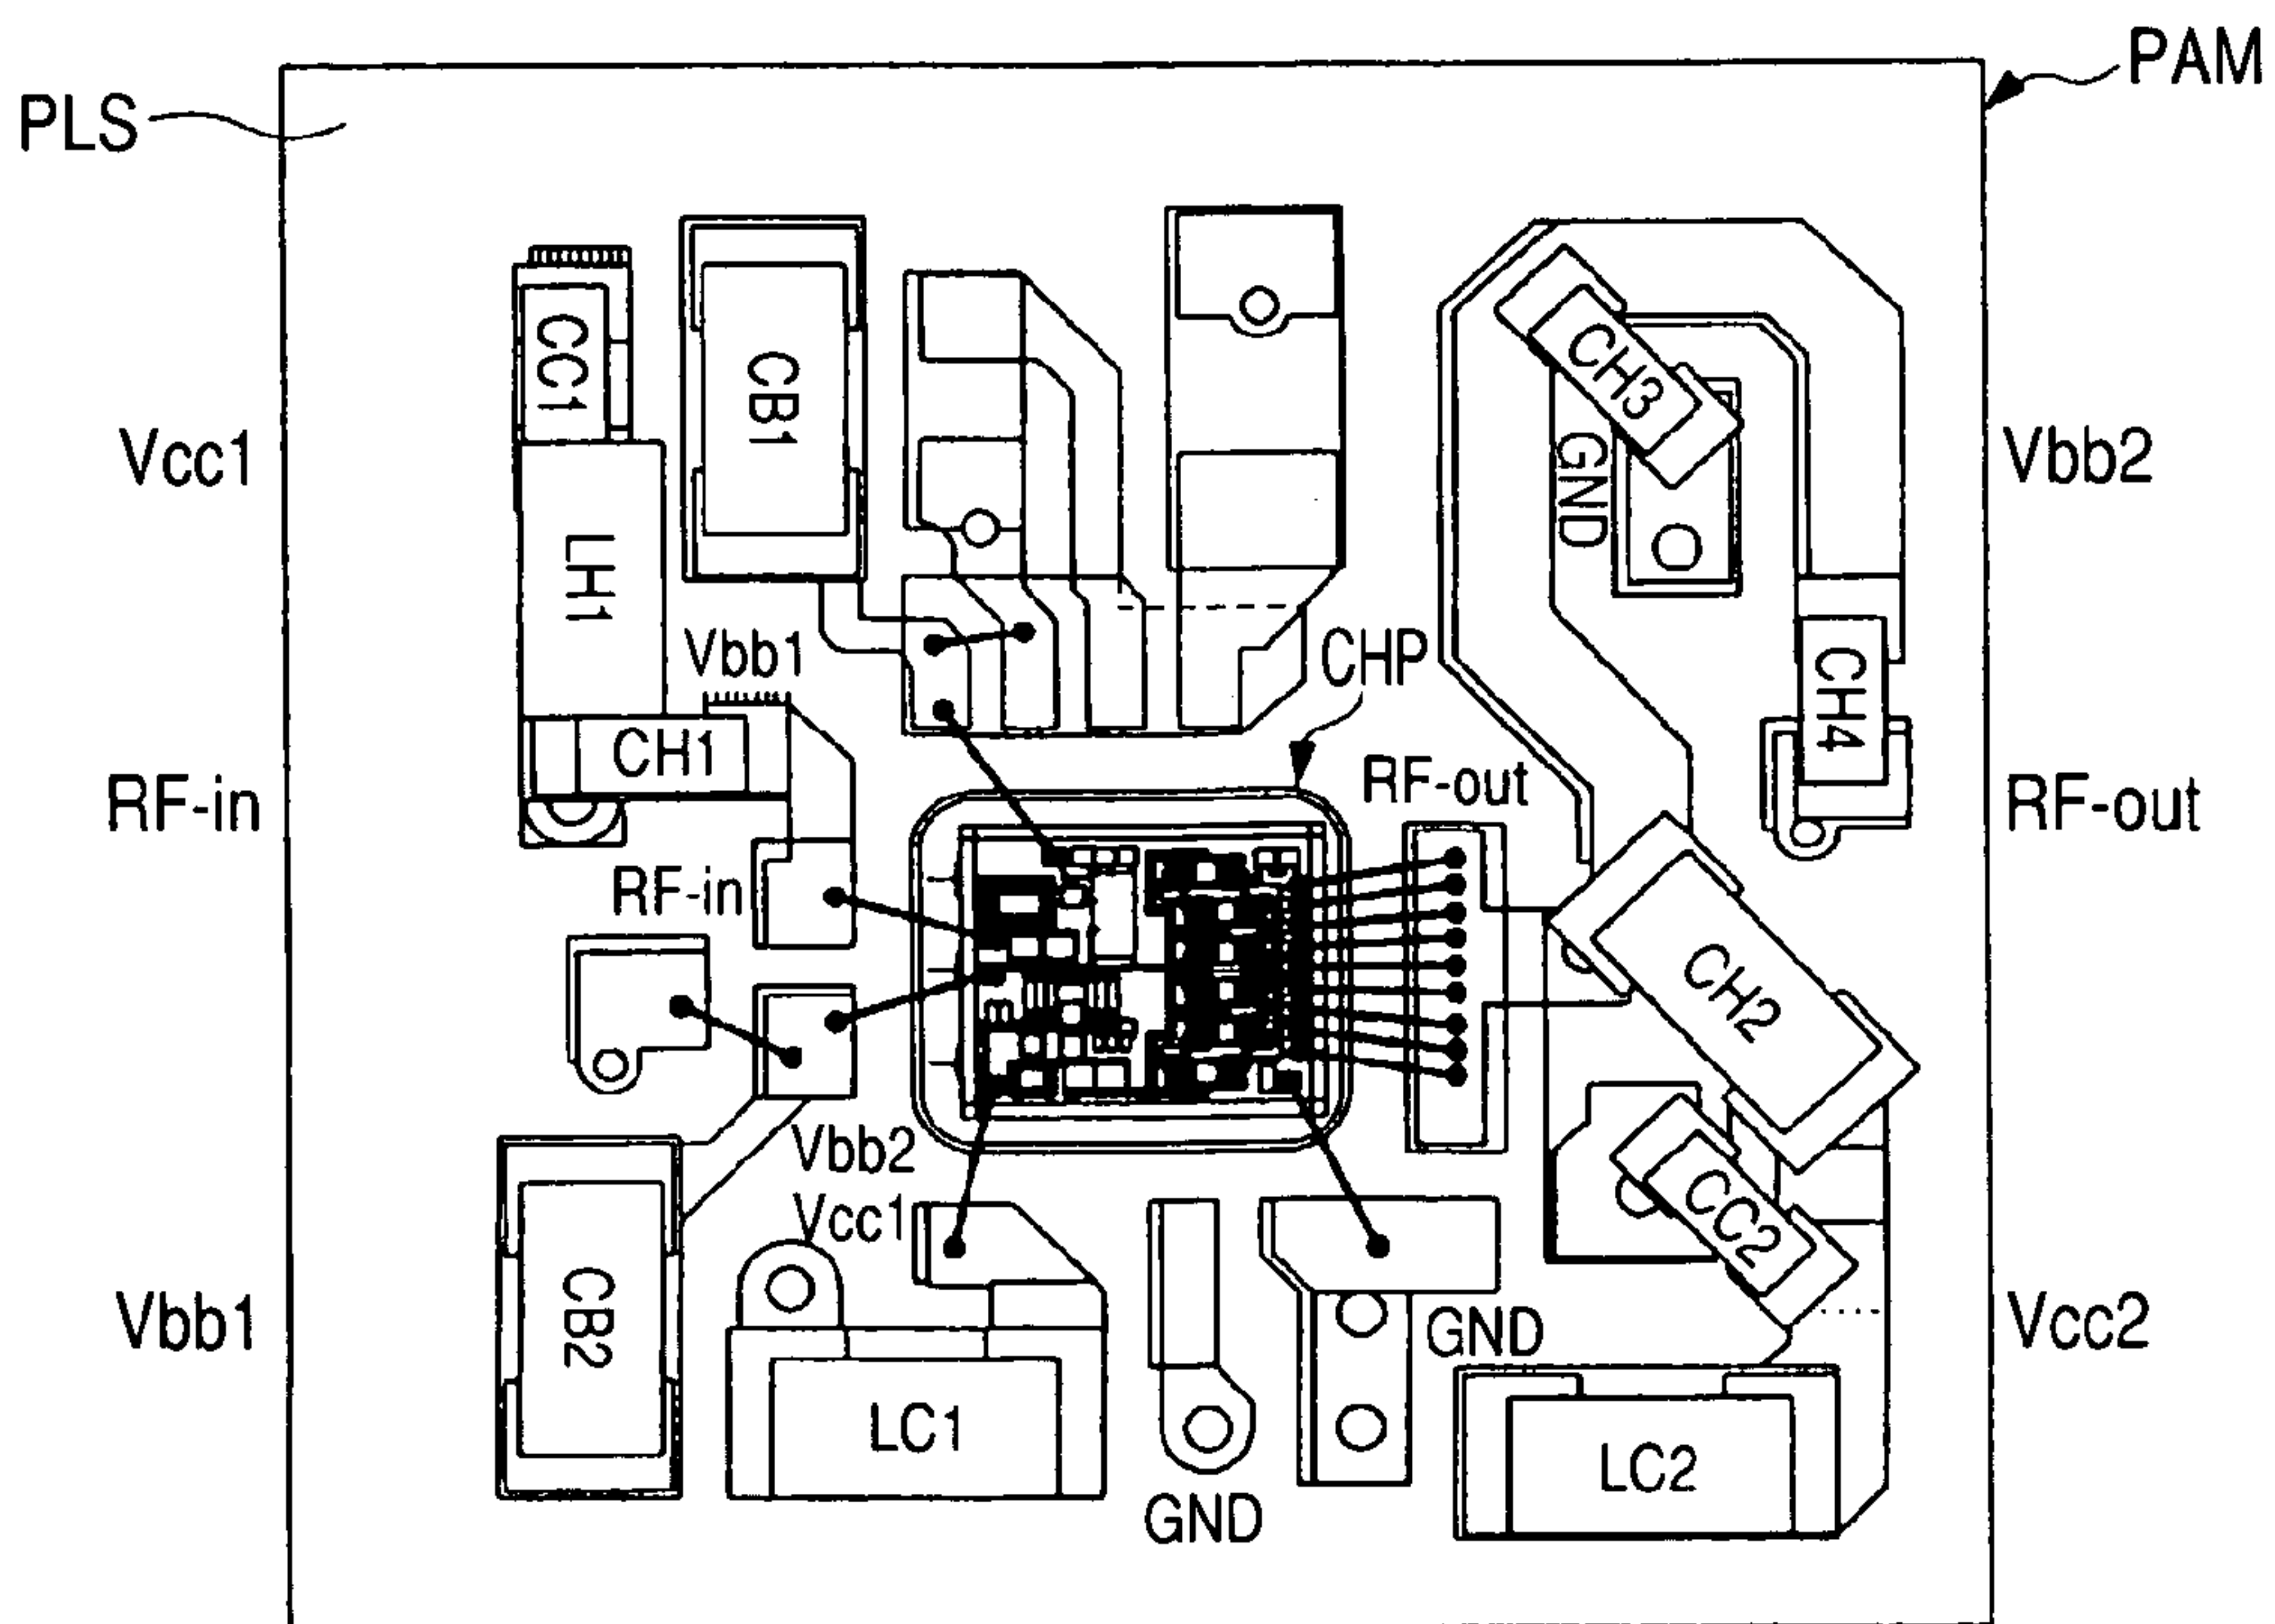 PAM
PLS
CC1
CB1
CH3
Vcc1
GND
Vbb2
LH1
Vbb1
CHP
CH4
CH1
RF-out
RF-in
RF-out
RF-in
CH2
Vbb2
Vcc1
CC2
Vbb1
CB2
GND
Vcc2
LC1
LC2
GND